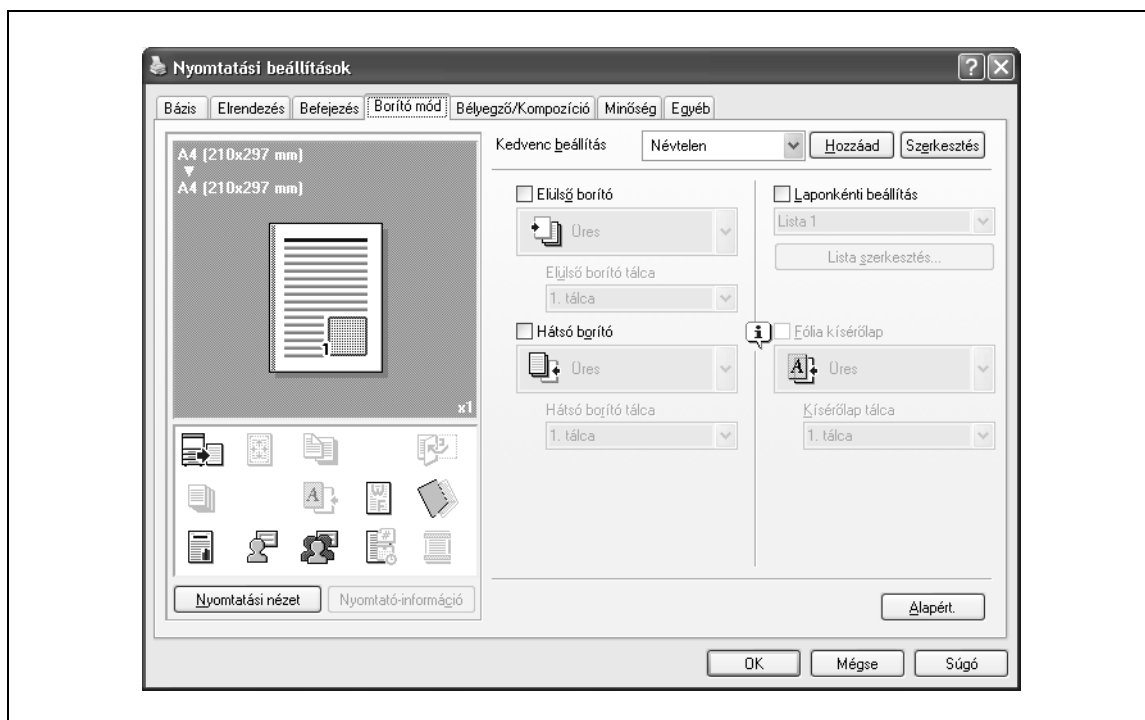 Nyomtatási beállítások
Bázis Elrendezés Befejezés Borító mód Bélyegző/Kompozíció Minőség Egyéb
A4 (210x297 mm)
A4 (210x297 mm)
1
x1
Nyomtatási nézet Nyomtató-információ
Kedvenc beállítás Névtelen Hozzáad Szerkesztés
Elülső borító
Üres
Elülső borító tálca
1. tálca
Hátsó borító
Üres
Hátsó borító tálca
1. tálca
Laponkénti beállítás
Lista 1
Lista szerkesztés...
Fólia kísérőlap
Üres
Kísérőlap tálca
1. tálca
Alapért.
OK Mégse Súgó